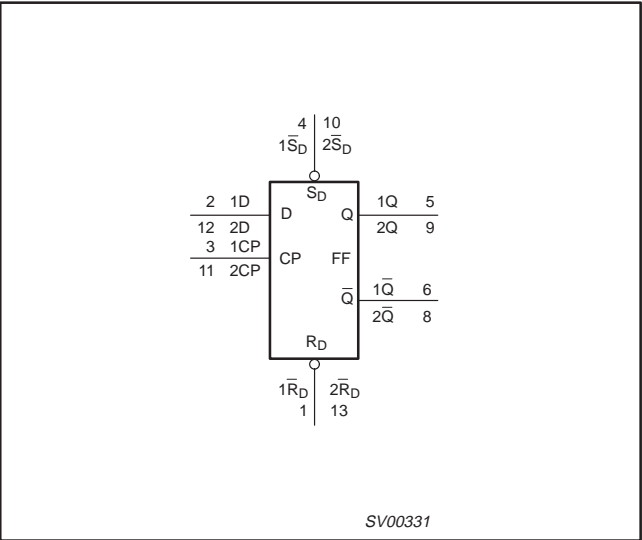 4 10
1S̅D 2S̅D
SD
2 1D D Q 1Q 5
12 2D 2Q 9
3 1CP CP FF
11 2CP
Q̅ 1Q̅ 6
2Q̅ 8
RD
1R̅D 2R̅D
1 13
SV00331